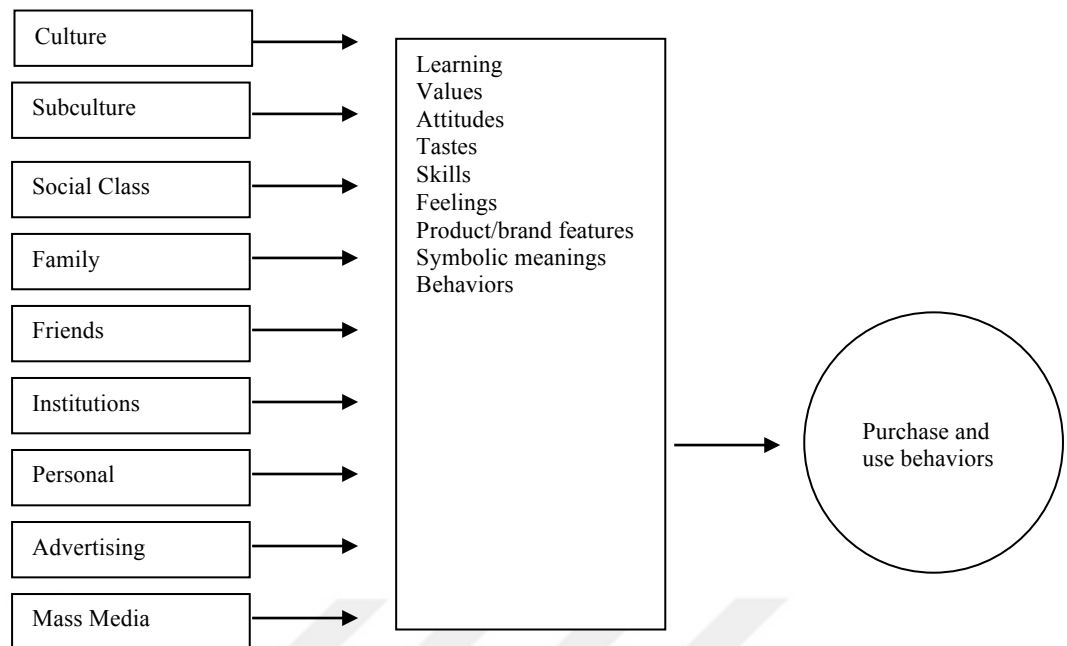 Culture
Subculture
Social Class
Family
Friends
Institutions
Personal
Advertising
Mass Media
Learning
Values
Attitudes
Tastes
Skills
Feelings
Product/brand features
Symbolic meanings
Behaviors
Purchase and
use behaviors